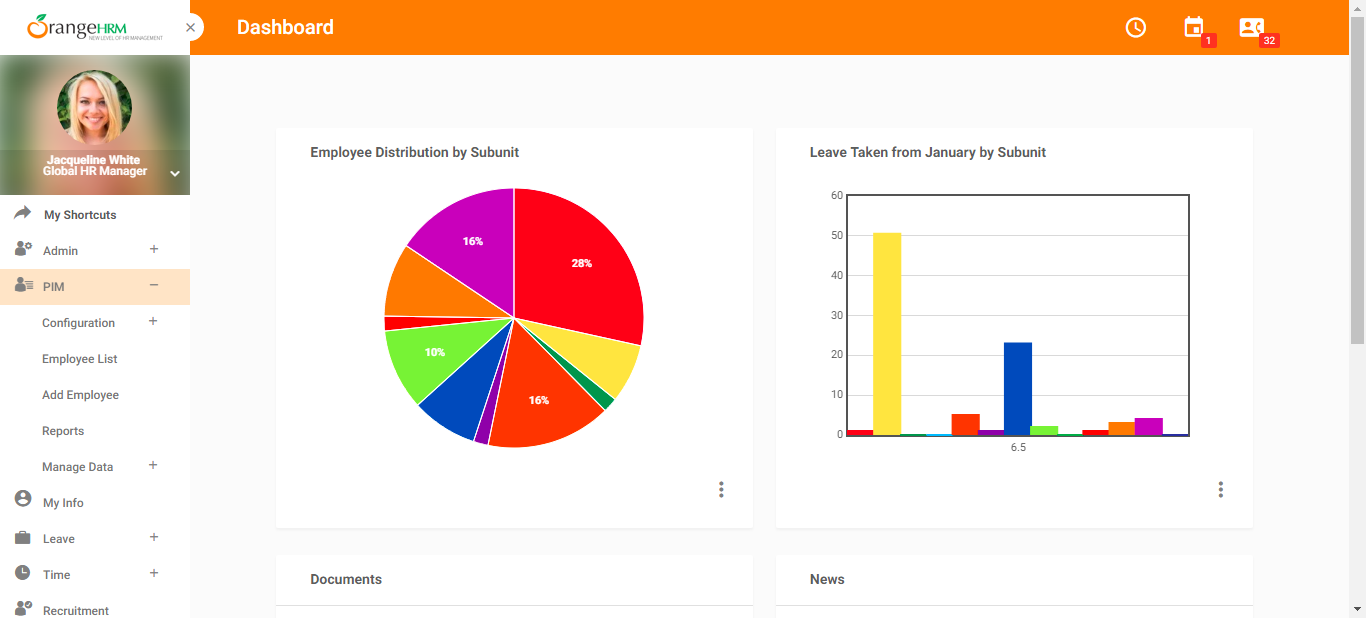 OrangeHRM
NEW LEVEL OF HR MANAGEMENT
Dashboard
1
32
Jacqueline White
Global HR Manager
My Shortcuts
Admin
PIM
Configuration
Employee List
Add Employee
Reports
Manage Data
My Info
Leave
Time
Recruitment
Employee Distribution by Subunit
16%
28%
10%
16%
Leave Taken from January by Subunit
60
50
40
30
20
10
0
6.5
Documents
News